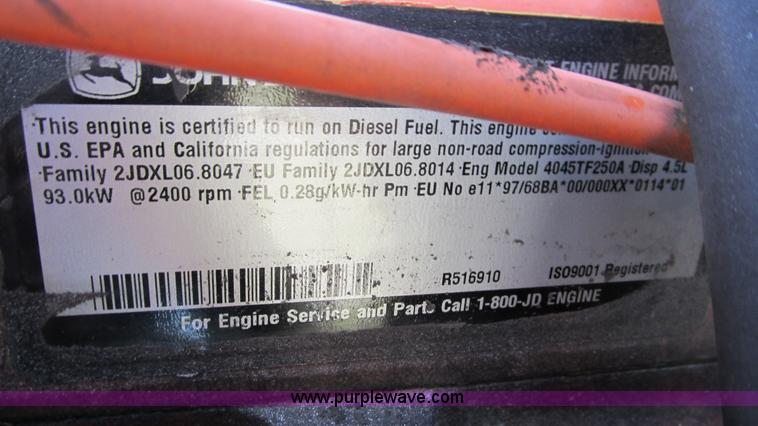 ENGINE
This engine is certified to run on Diesel Fuel. This engine
U.S. EPA and California regulations for large non-road compression-ignition
Family 2JDXL06.8047 ·EU Family 2JDXL06.8014 ·Eng Model 4045TF250A ·Disp 4.5L
93.0kW @2400 rpm ·FEL 0.28g/kW-hr Pm ·EU No e11*97/68BA*00/000XX*0114*01
R516910 ISO9001 Registered
For Engine Service and Parts Call 1-800-JD ENGINE
www.purplewave.com